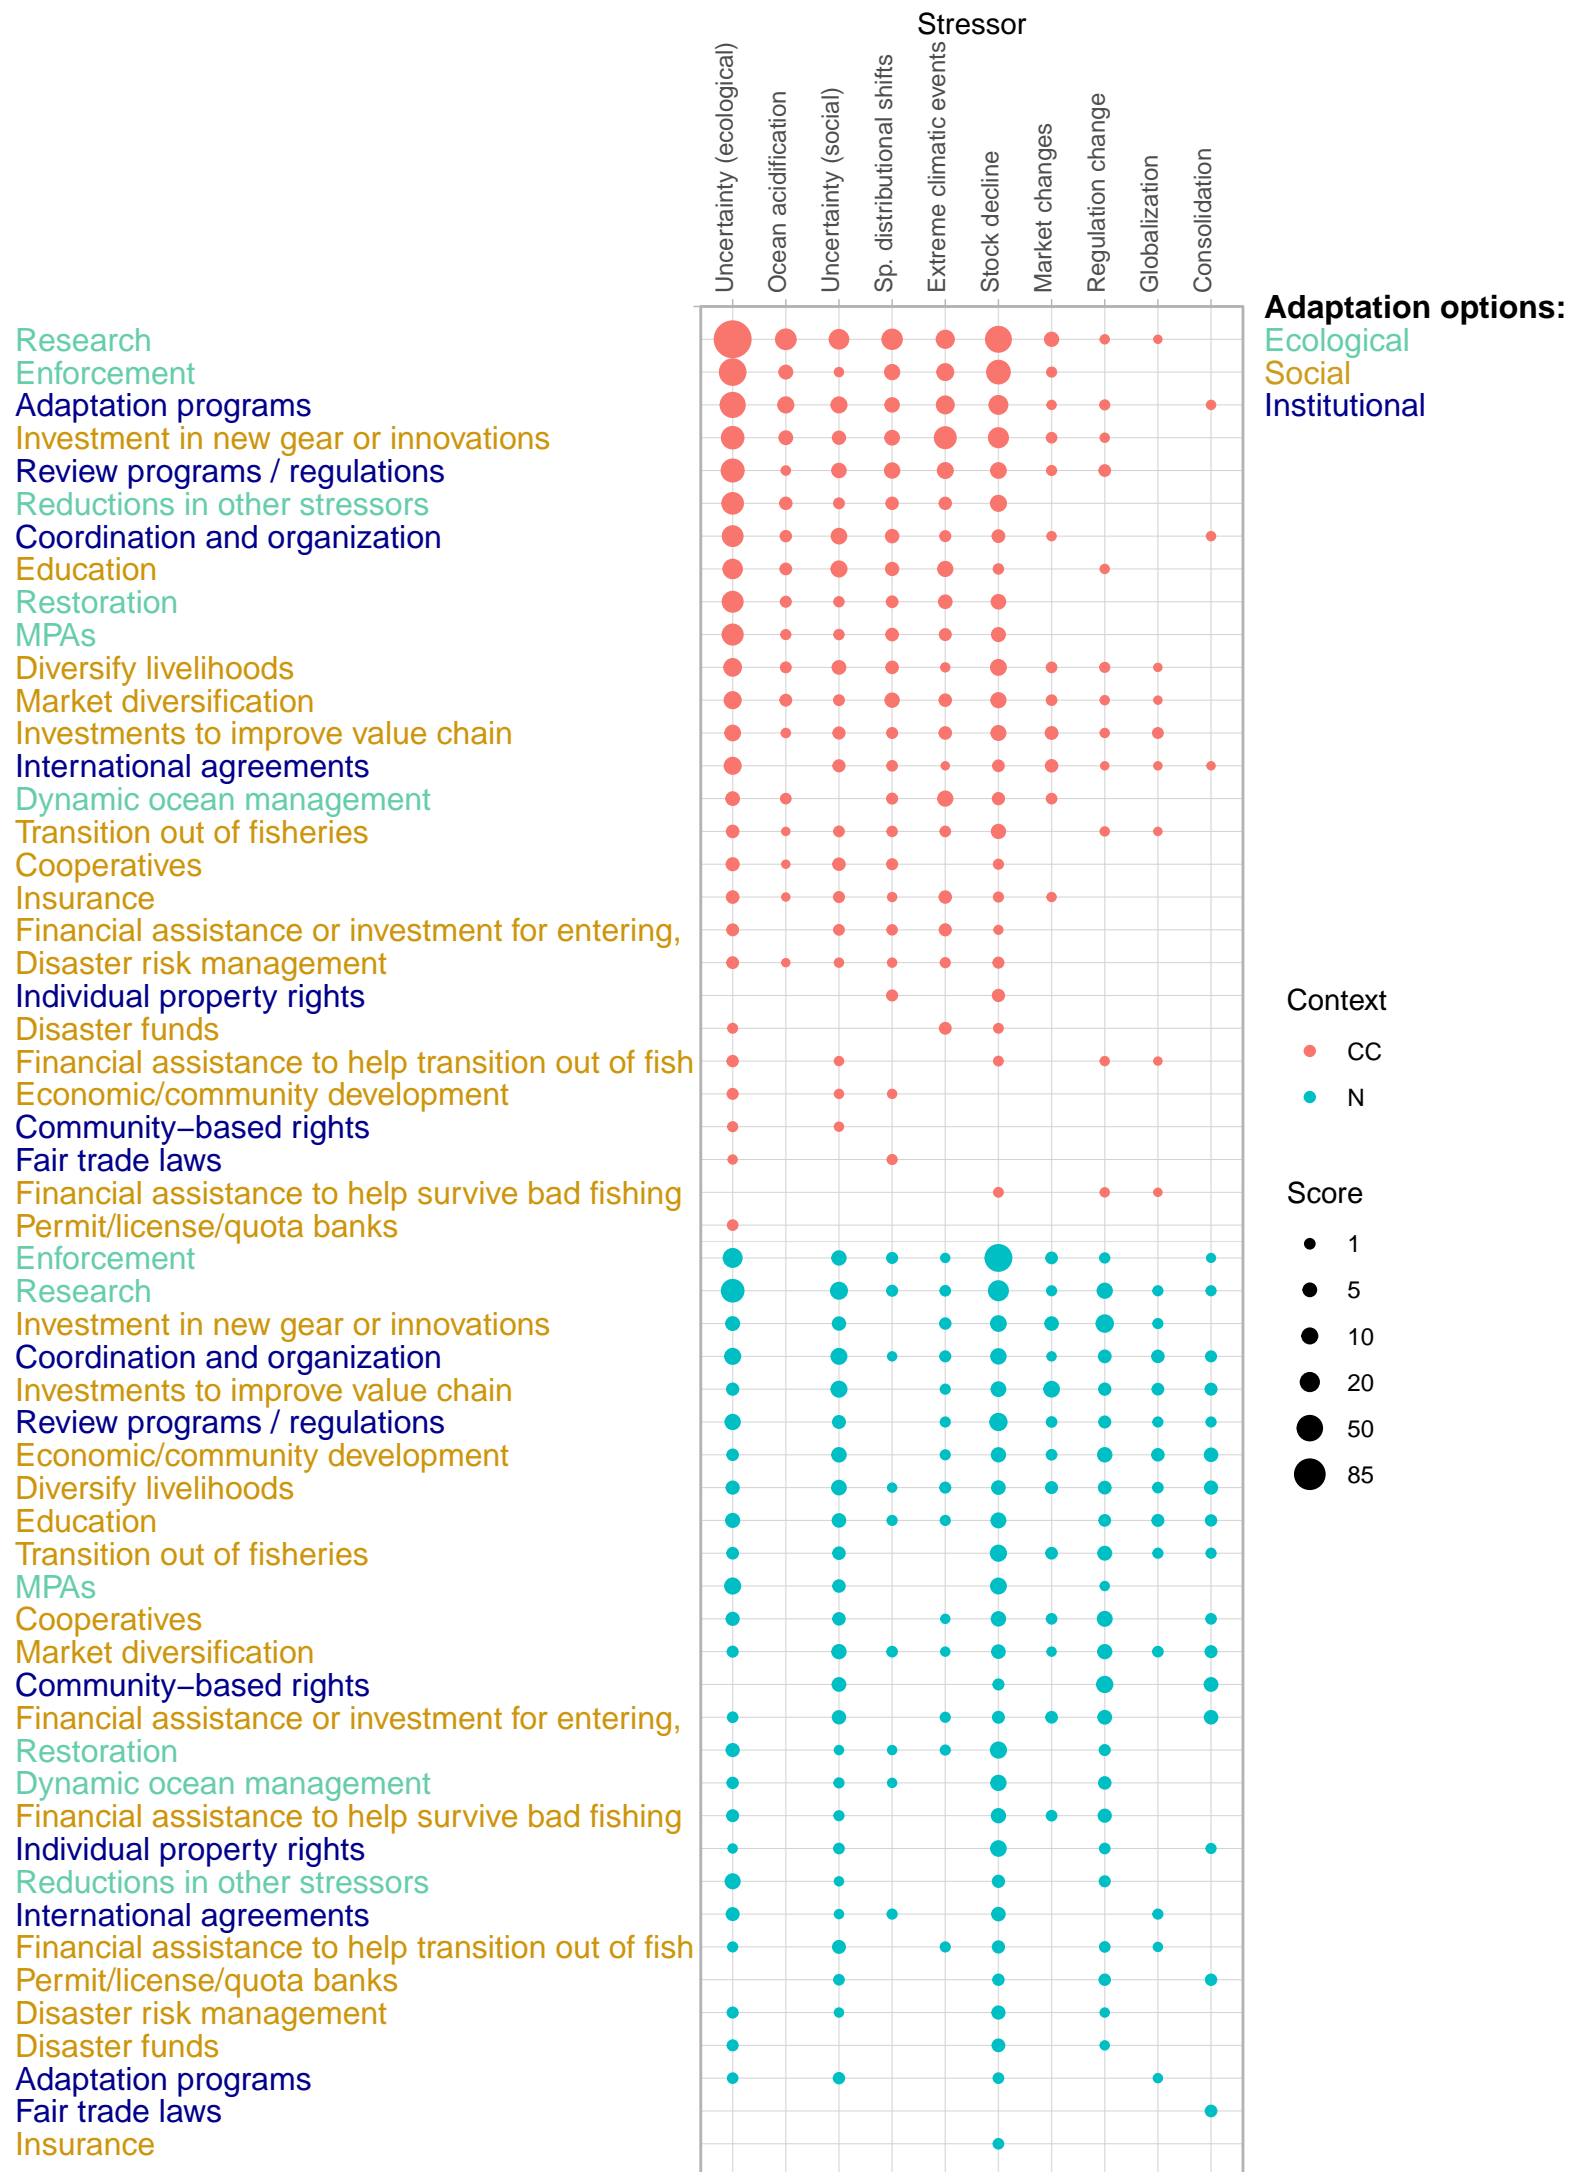 Stressor
Uncertainty (ecological)
Ocean acidification
Uncertainty (social)
Sp. distributional shifts
Extreme climatic events
Stock decline
Market changes
Regulation change
Globalization
Consolidation
Adaptation options:
Ecological
Social
Institutional
Research
Enforcement
Adaptation programs
Investment in new gear or innovations
Review programs / regulations
Reductions in other stressors
Coordination and organization
Education
Restoration
MPAs
Diversify livelihoods
Market diversification
Investments to improve value chain
International agreements
Dynamic ocean management
Transition out of fisheries
Cooperatives
Insurance
Financial assistance or investment for entering,
Disaster risk management
Individual property rights
Disaster funds
Financial assistance to help transition out of fish
Economic/community development
Community−based rights
Fair trade laws
Financial assistance to help survive bad fishing
Permit/license/quota banks
Enforcement
Research
Investment in new gear or innovations
Coordination and organization
Investments to improve value chain
Review programs / regulations
Economic/community development
Diversify livelihoods
Education
Transition out of fisheries
MPAs
Cooperatives
Market diversification
Community−based rights
Financial assistance or investment for entering,
Restoration
Dynamic ocean management
Financial assistance to help survive bad fishing
Individual property rights
Reductions in other stressors
International agreements
Financial assistance to help transition out of fish
Permit/license/quota banks
Disaster risk management
Disaster funds
Adaptation programs
Fair trade laws
Insurance
Context
CC
N
Score
1
5
10
20
50
85